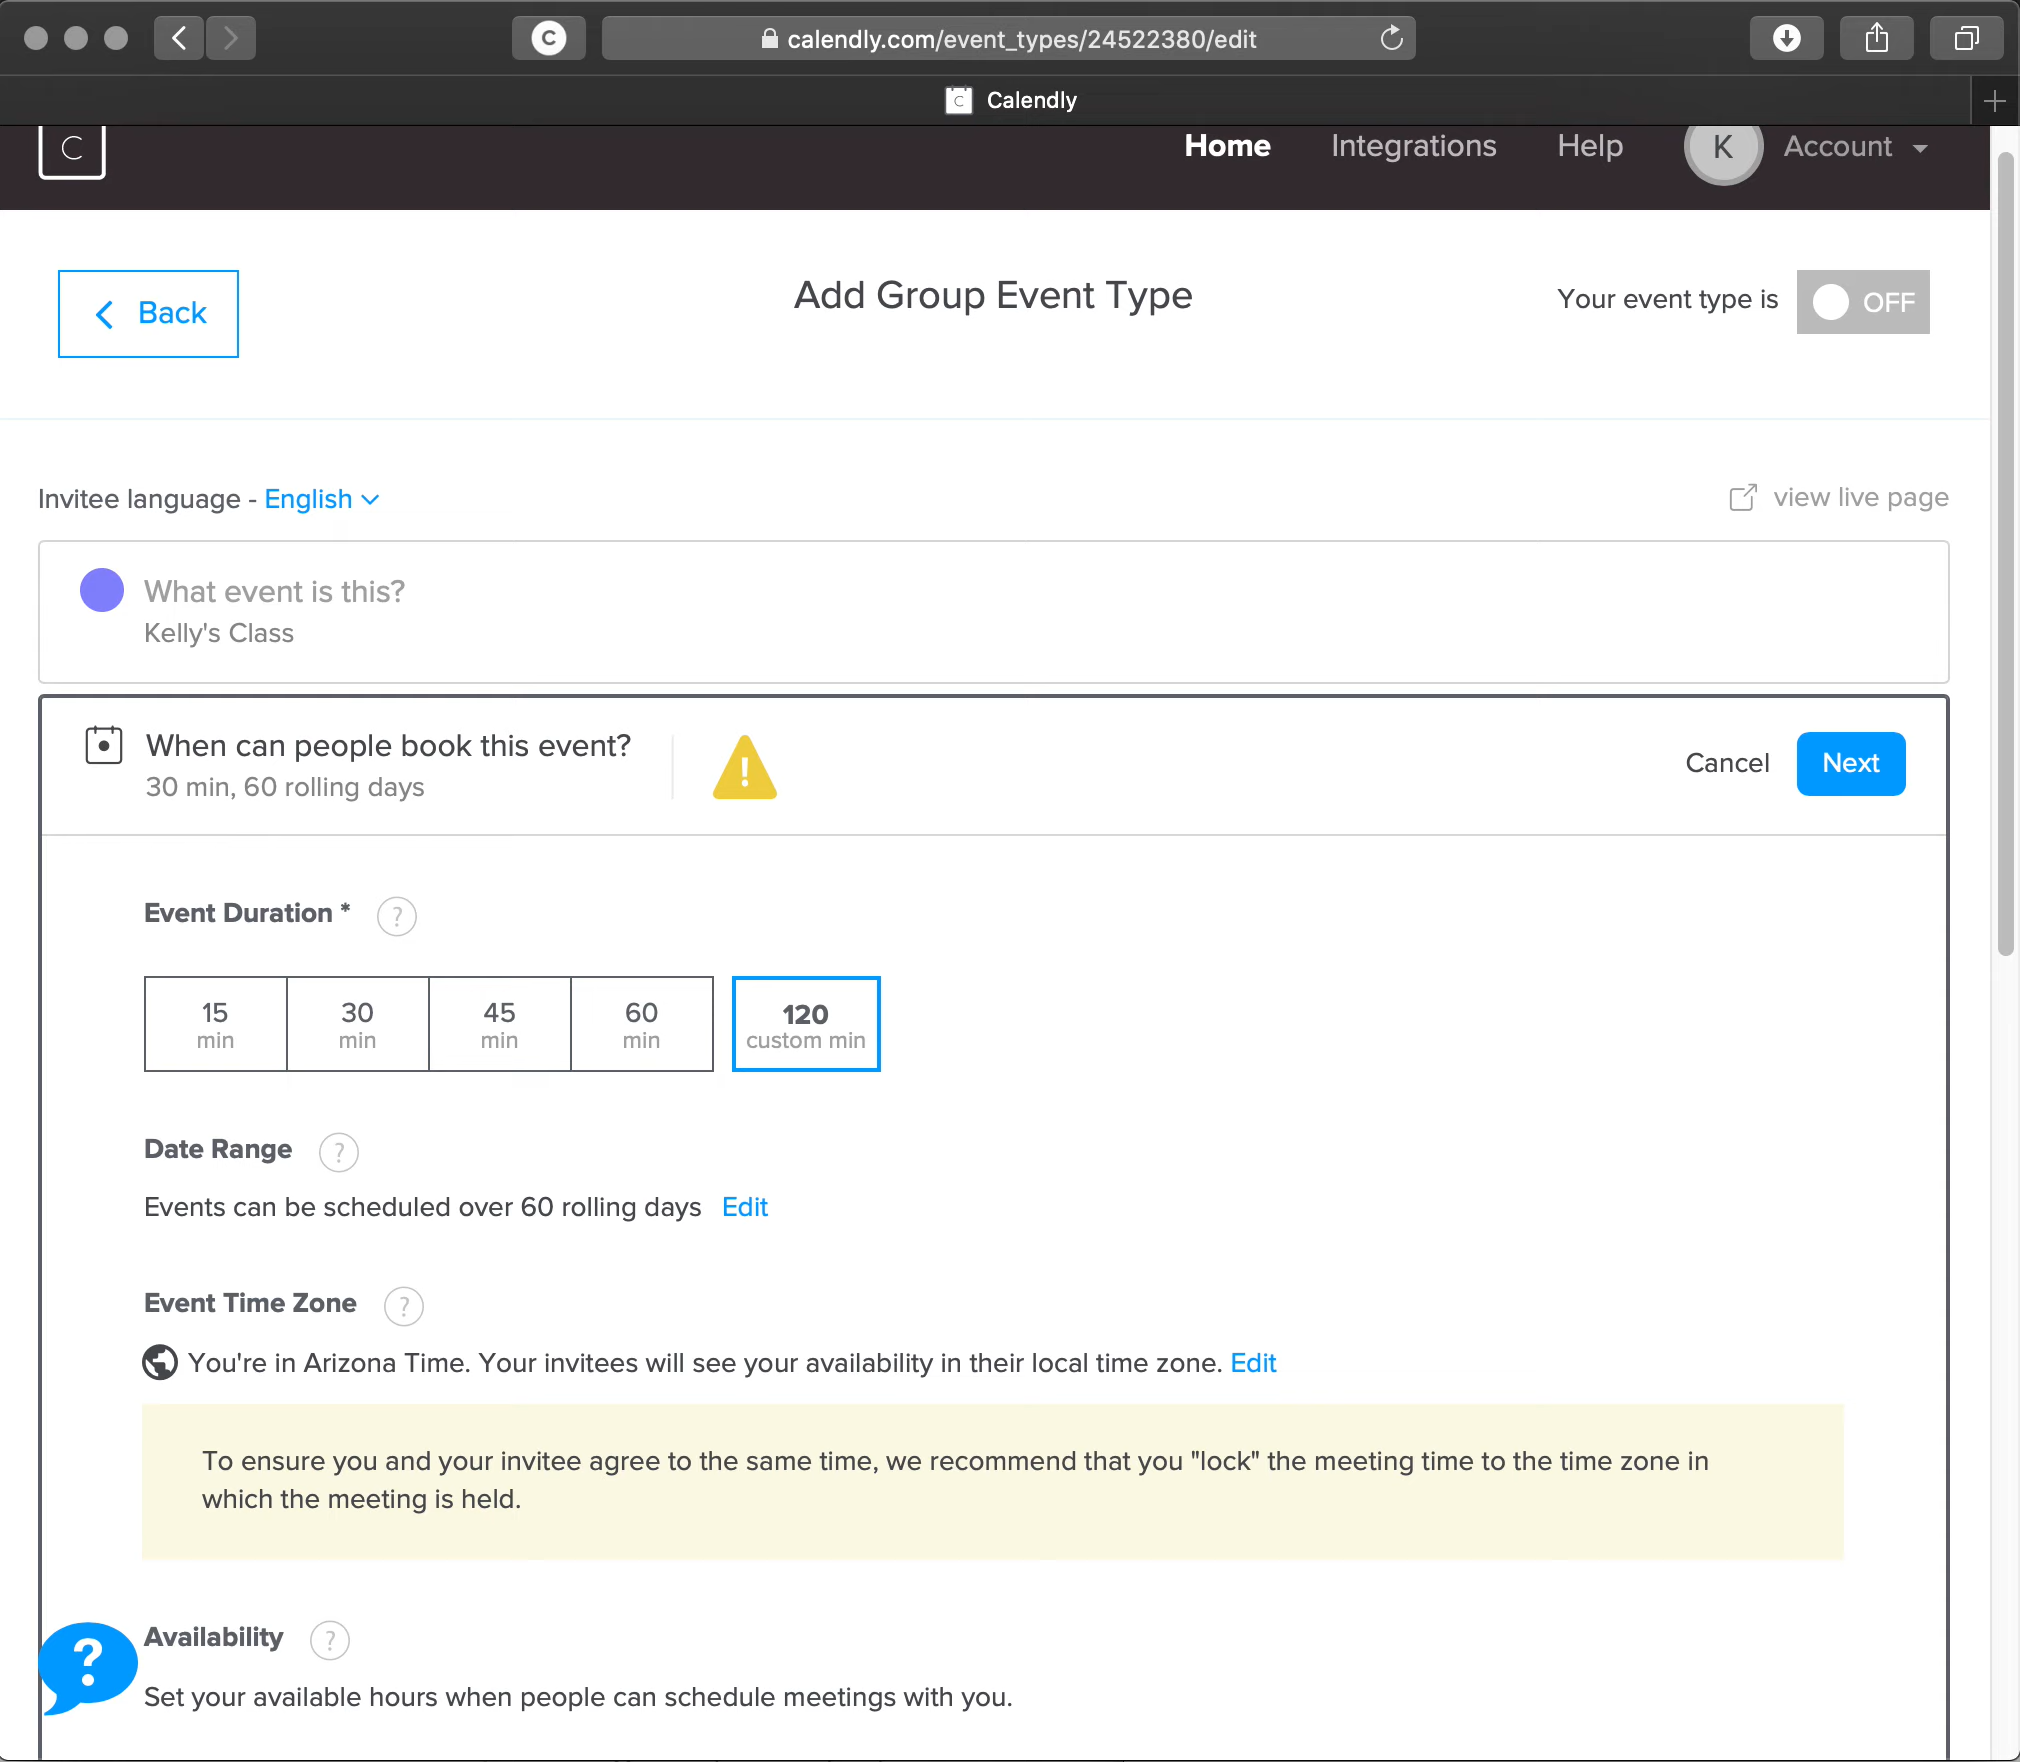 C
calendly.com/event_types/24522380/edit
C
Calendly
C
Home
Integrations
Help
K
Account
Back
Add Group Event Type
Your event type is
OFF
Invitee language - English
view live page
What event is this?
Kelly's Class
When can people book this event?
30 min, 60 rolling days
!
Cancel
Next
Event Duration *
?
15
min
30
min
45
min
60
min
120
custom min
Date Range
?
Events can be scheduled over 60 rolling days Edit
Event Time Zone
?
You're in Arizona Time. Your invitees will see your availability in their local time zone. Edit
To ensure you and your invitee agree to the same time, we recommend that you "lock" the meeting time to the time zone in
which the meeting is held.
?
Availability
?
Set your available hours when people can schedule meetings with you.